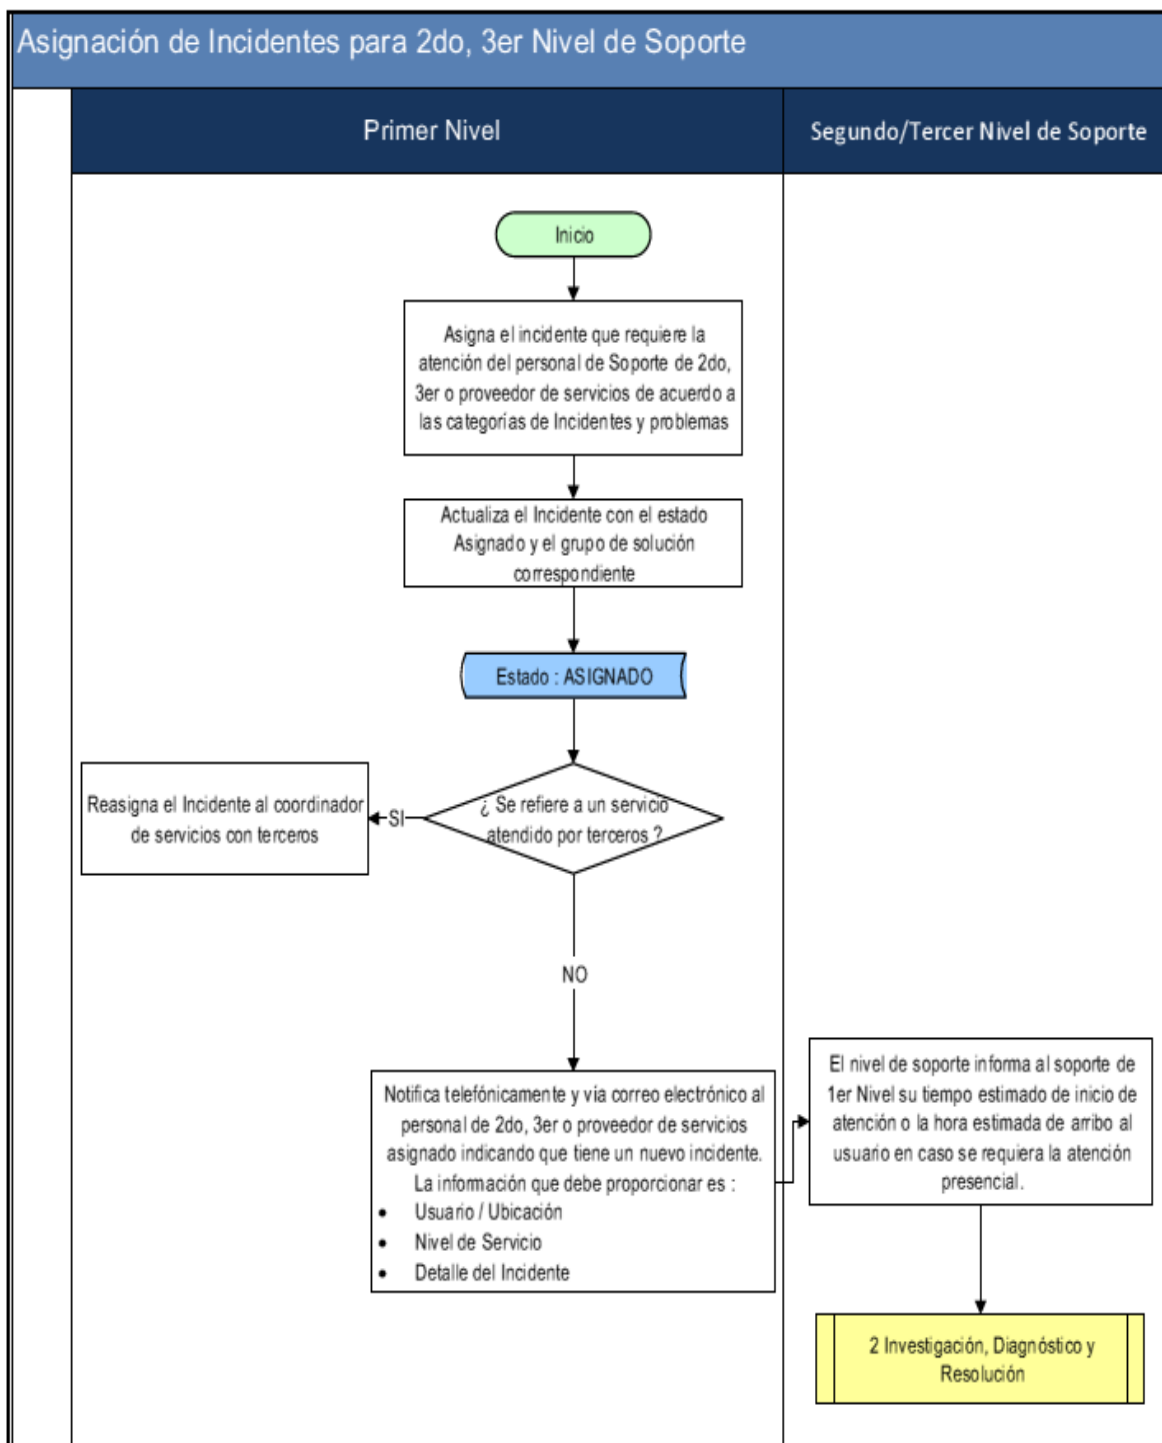 Asignación de Incidentes para 2do, 3er Nivel de Soporte
Primer Nivel
Segundo/Tercer Nivel de Soporte
Inicio
Asigna el incidente que requiere la
atención del personal de Soporte de 2do,
3er o proveedor de servicios de acuerdo a
las categorías de Incidentes y problemas
Actualiza el Incidente con el estado
Asignado y el grupo de solución
correspondiente
Estado : ASIGNADO
¿ Se refiere a un servicio
atendido por terceros ?
SI
Reasigna el Incidente al coordinador
de servicios con terceros
NO
Notifica telefónicamente y vía correo electrónico al
personal de 2do, 3er o proveedor de servicios
asignado indicando que tiene un nuevo incidente.
La información que debe proporcionar es :
• Usuario / Ubicación
• Nivel de Servicio
• Detalle del Incidente
El nivel de soporte informa al soporte de
1er Nivel su tiempo estimado de inicio de
atención o la hora estimada de arribo al
usuario en caso se requiera la atención
presencial.
2 Investigación, Diagnóstico y
Resolución